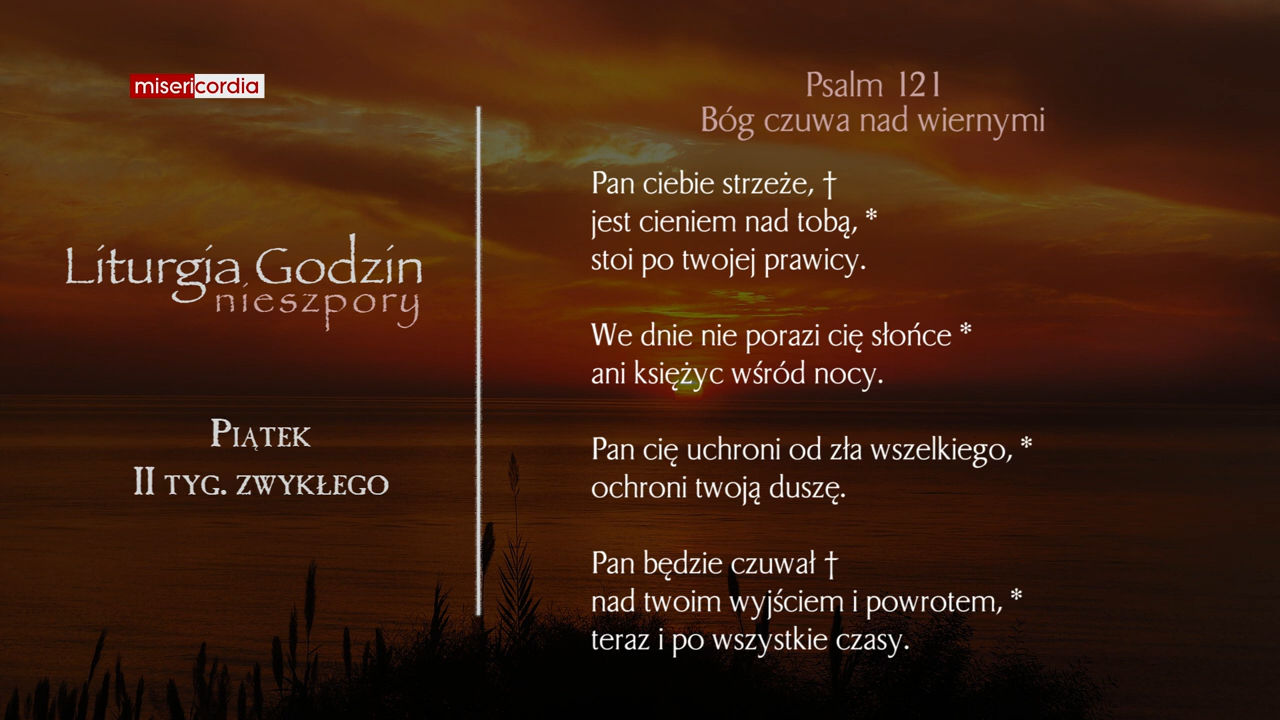 misericordia
Liturgia Godzin
nieszpory
Piątek
II tyg. zwykłego
Psalm 121
Bóg czuwa nad wiernymi
Pan ciebie strzeże, †
jest cieniem nad tobą, *
stoi po twojej prawicy.
We dnie nie porazi cię słońce *
ani księżyc wśród nocy.
Pan cię uchroni od zła wszelkiego, *
ochroni twoją duszę.
Pan będzie czuwał †
nad twoim wyjściem i powrotem, *
teraz i po wszystkie czasy.